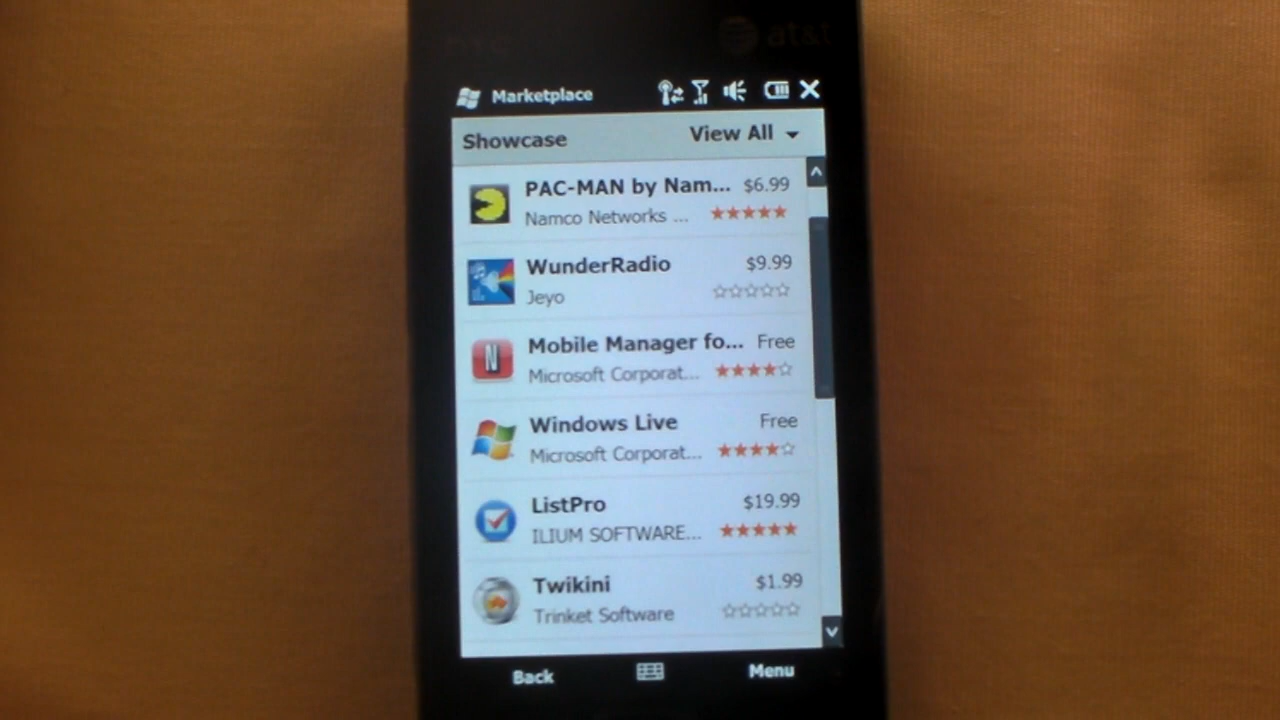 hTC at&t
Marketplace
Showcase View All
PAC-MAN by Nam... $6.99
Namco Networks ...
WunderRadio $9.99
Jeyo
N
Mobile Manager fo... Free
Microsoft Corporat...
Windows Live Free
Microsoft Corporat...
ListPro $19.99
ILIUM SOFTWARE...
Twikini $1.99
Trinket Software
Back Menu